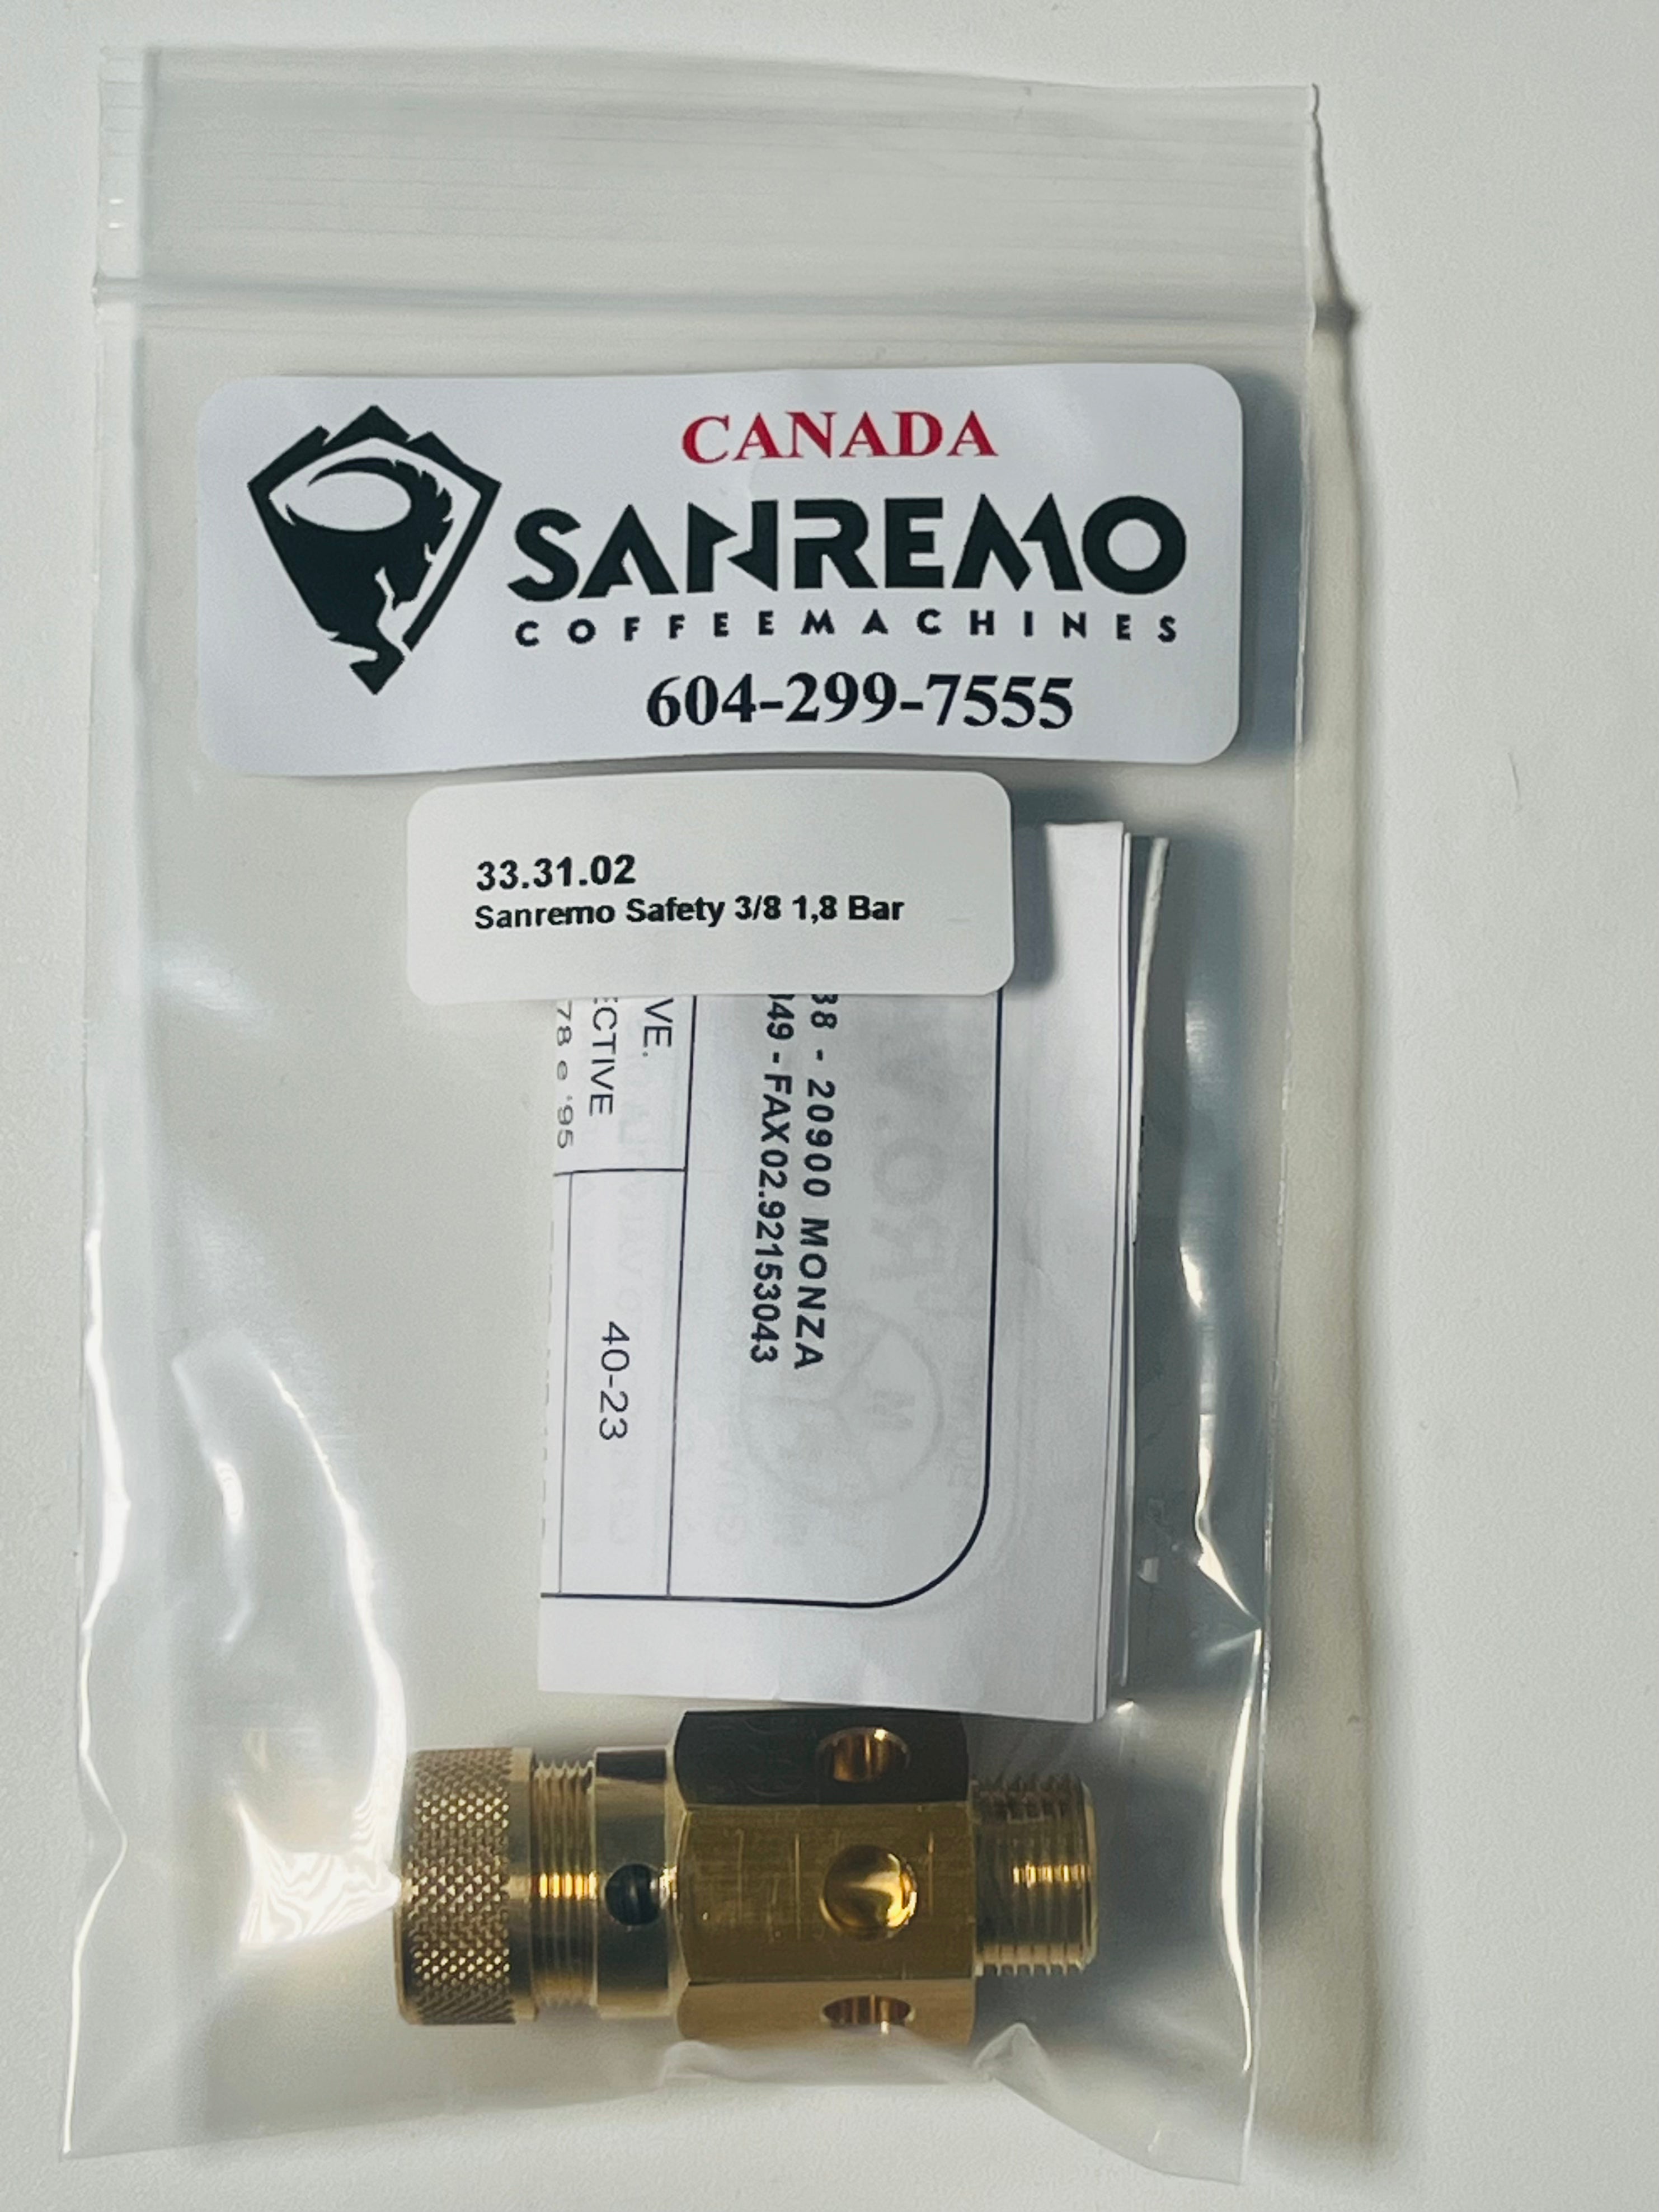 CANADA
SANREMO
COFFEEMACHINES
604-299-7555
33.31.02
Sanremo Safety 3/8 1,8 Bar
38 - 20900 MONZA
49 - FAX02.92153043
VE.
ECTIVE
78 e '95
40-23